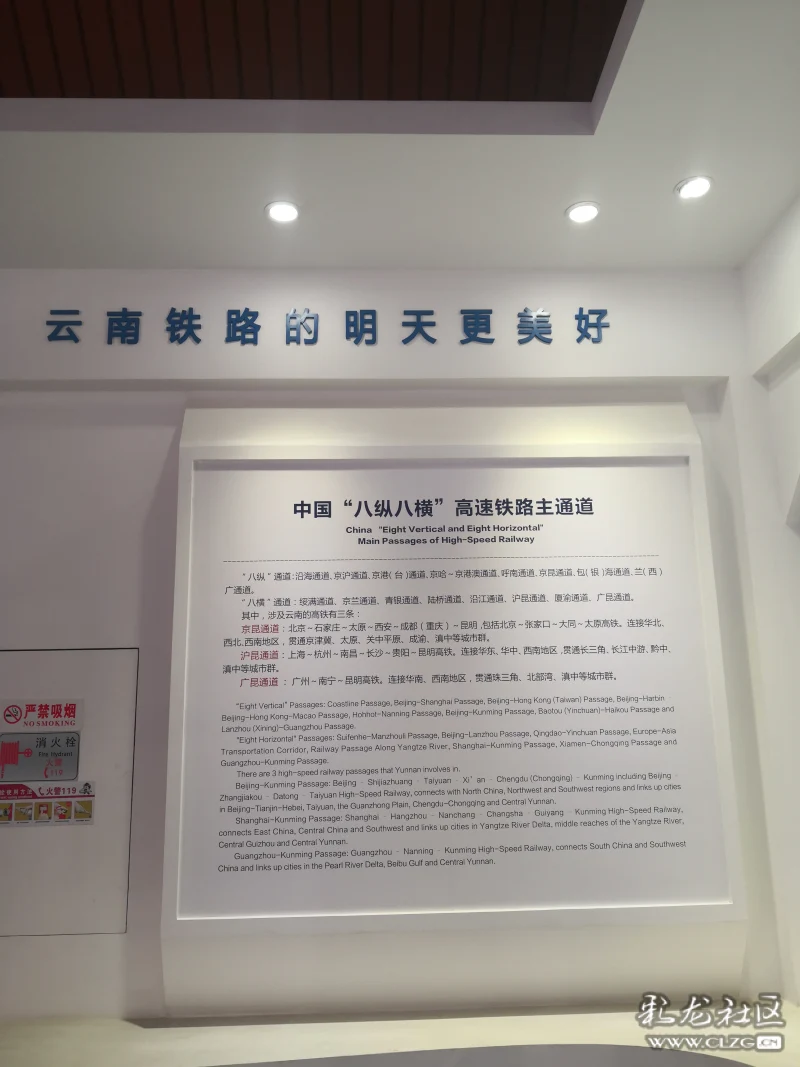 云南铁路的明天更美好
中国“八纵八横”高速铁路主通道
China "Eight Vertical and Eight Horizontal"
Main Passages of High-Speed Railway
“八纵”通道:沿海通道、京沪通道、京港(台)通道、京哈~京港澳通道、呼南通道、京昆通道、包(银)海通道、兰(西)
广通道。
“八横”通道：绥满通道、京兰通道、青银通道、陆桥通道、沿江通道、沪昆通道、厦渝通道、广昆通道。
其中，涉及云南的高铁有三条：
京昆通道：北京~石家庄~太原~西安~成都（重庆）~昆明,包括北京~张家口~大同~太原高铁。连接华北、
西北、西南地区，贯通京津冀、太原、关中平原、成渝、滇中等城市群。
沪昆通道：上海~杭州~南昌~长沙~贵阳~昆明高铁。连接华东、华中、西南地区,贯通长三角、长江中游、黔中、
滇中等城市群。
广昆通道：广州~南宁~昆明高铁。连接华南、西南地区，贯通珠三角、北部湾、滇中等城市群。
"Eight Vertical" Passages: Coastline Passage, Beijing-Shanghai Passage, Beijing-Hong Kong (Taiwan) Passage, Beijing-Harbin
Beijing-Hong Kong-Macao Passage, Hohhot-Nanning Passage, Beijing-Kunming Passage, Baotou (Yinchuan)-Haikou Passage and
Lanzhou (Xining)-Guangzhou Passage.
"Eight Horizontal" Passages: Suifenhe-Manzhouli Passage, Beijing-Lanzhou Passage, Qingdao-Yinchuan Passage, Europe-Asia
Transportation Corridor, Railway Passage Along Yangtze River, Shanghai-Kunming Passage, Xiamen-Chongqing Passage and
Guangzhou-Kunming Passage.
There are 3 high-speed railway passages that Yunnan involves in.
Beijing-Kunming Passage: Beijing - Shijiazhuang - Taiyuan - Xi'an - Chengdu (Chongqing) - Kunming including Beijing -
Zhangjiakou - Datong - Taiyuan High-Speed Railway, connects with North China, Northwest and Southwest regions and links up cities
in Beijing-Tianjin-Hebei, Taiyuan, the Guanzhong Plain, Chengdu-Chongqing and Central Yunnan.
Shanghai-Kunming Passage: Shanghai - Hangzhou - Nanchang - Changsha - Guiyang - Kunming High-Speed Railway,
connects East China, Central China and Southwest and links up cities in Yangtze River Delta, middle reaches of the Yangtze River,
Central Guizhou and Central Yunnan.
Guangzhou-Kunming Passage: Guangzhou - Nanning - Kunming High-Speed Railway, connects South China and Southwest
China and links up cities in the Pearl River Delta, Beibu Gulf and Central Yunnan.
严禁吸烟
NO SMOKING
消火栓
Fire Hydrant
火警
119
火警119
彩龙社区
WWW.CLZG.CN